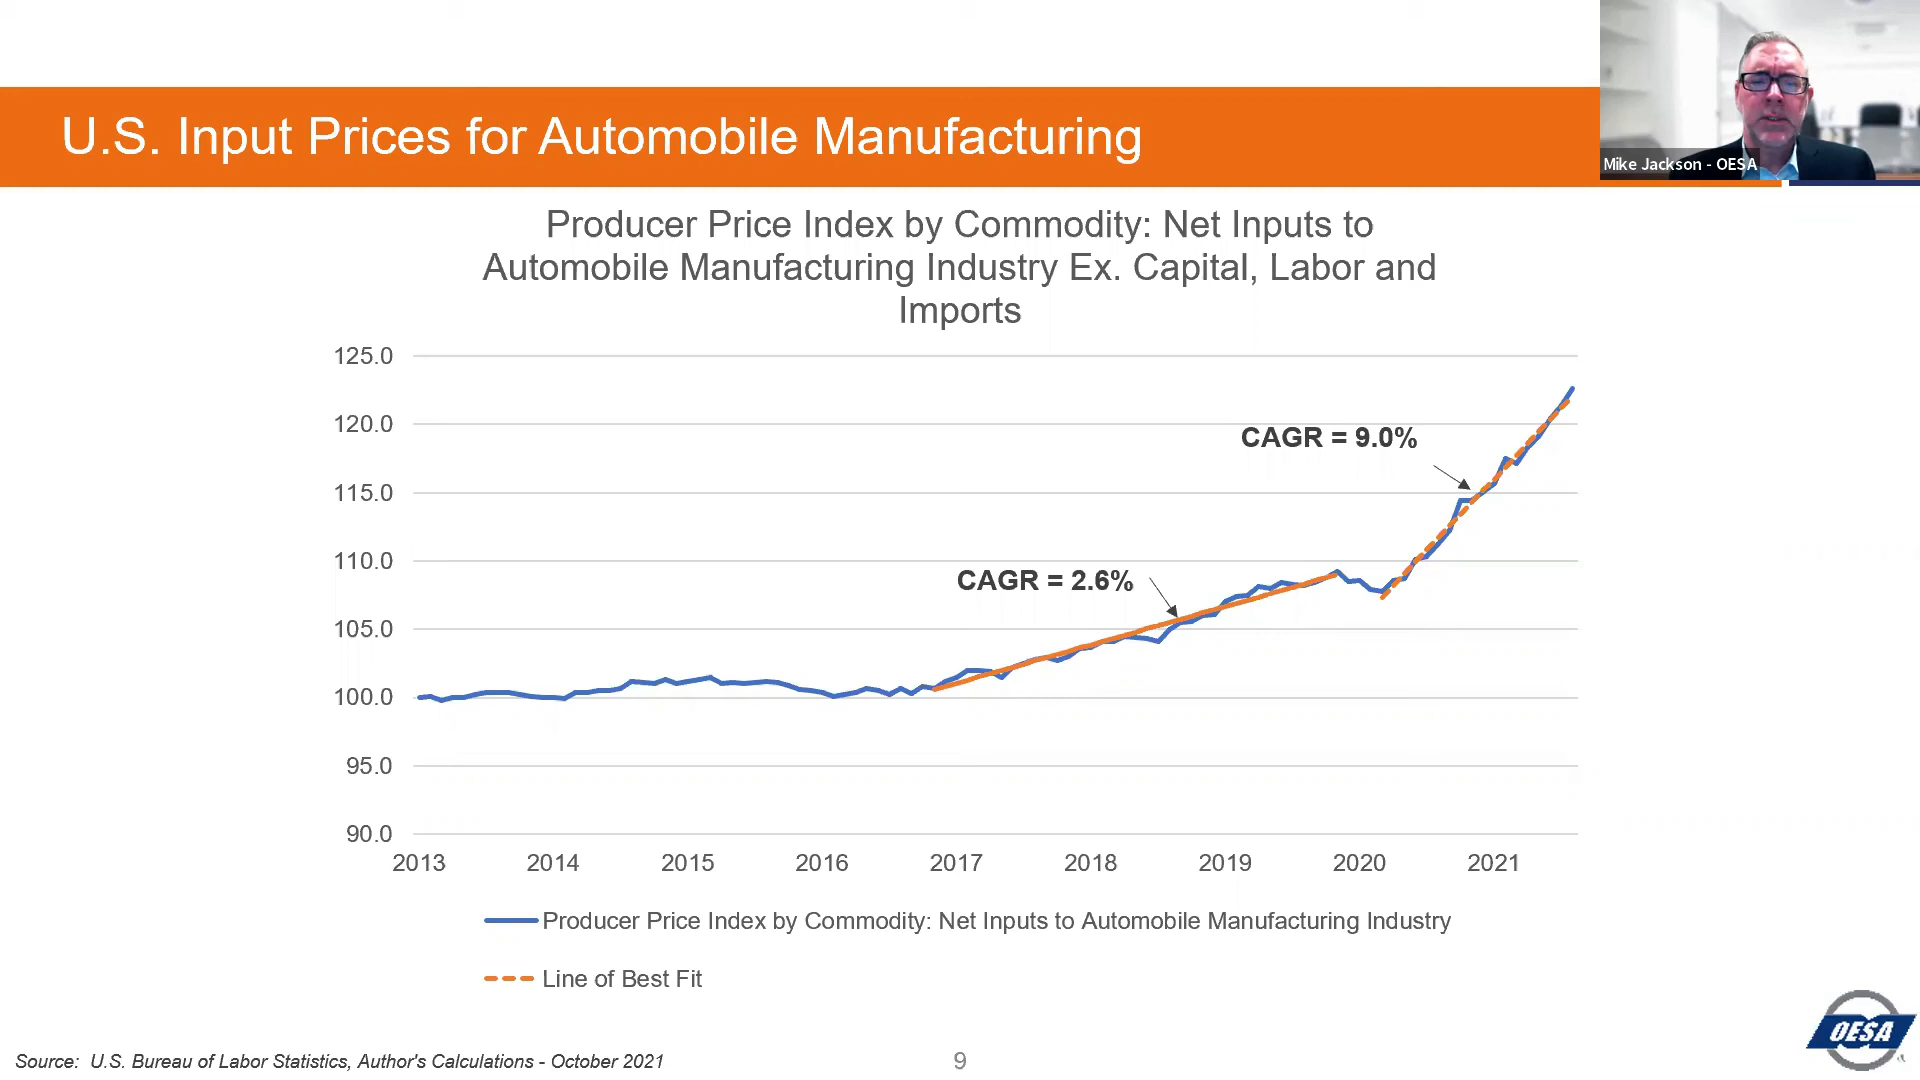 U.S. Input Prices for Automobile Manufacturing
Mike Jackson - OESA
Producer Price Index by Commodity: Net Inputs to
Automobile Manufacturing Industry Ex. Capital, Labor and
Imports
125.0
120.0
115.0
110.0
105.0
100.0
95.0
90.0
CAGR = 9.0%
CAGR = 2.6%
2013 2014 2015 2016 2017 2018 2019 2020 2021
Producer Price Index by Commodity: Net Inputs to Automobile Manufacturing Industry
Line of Best Fit
OESA
Source: U.S. Bureau of Labor Statistics, Author's Calculations - October 2021
9